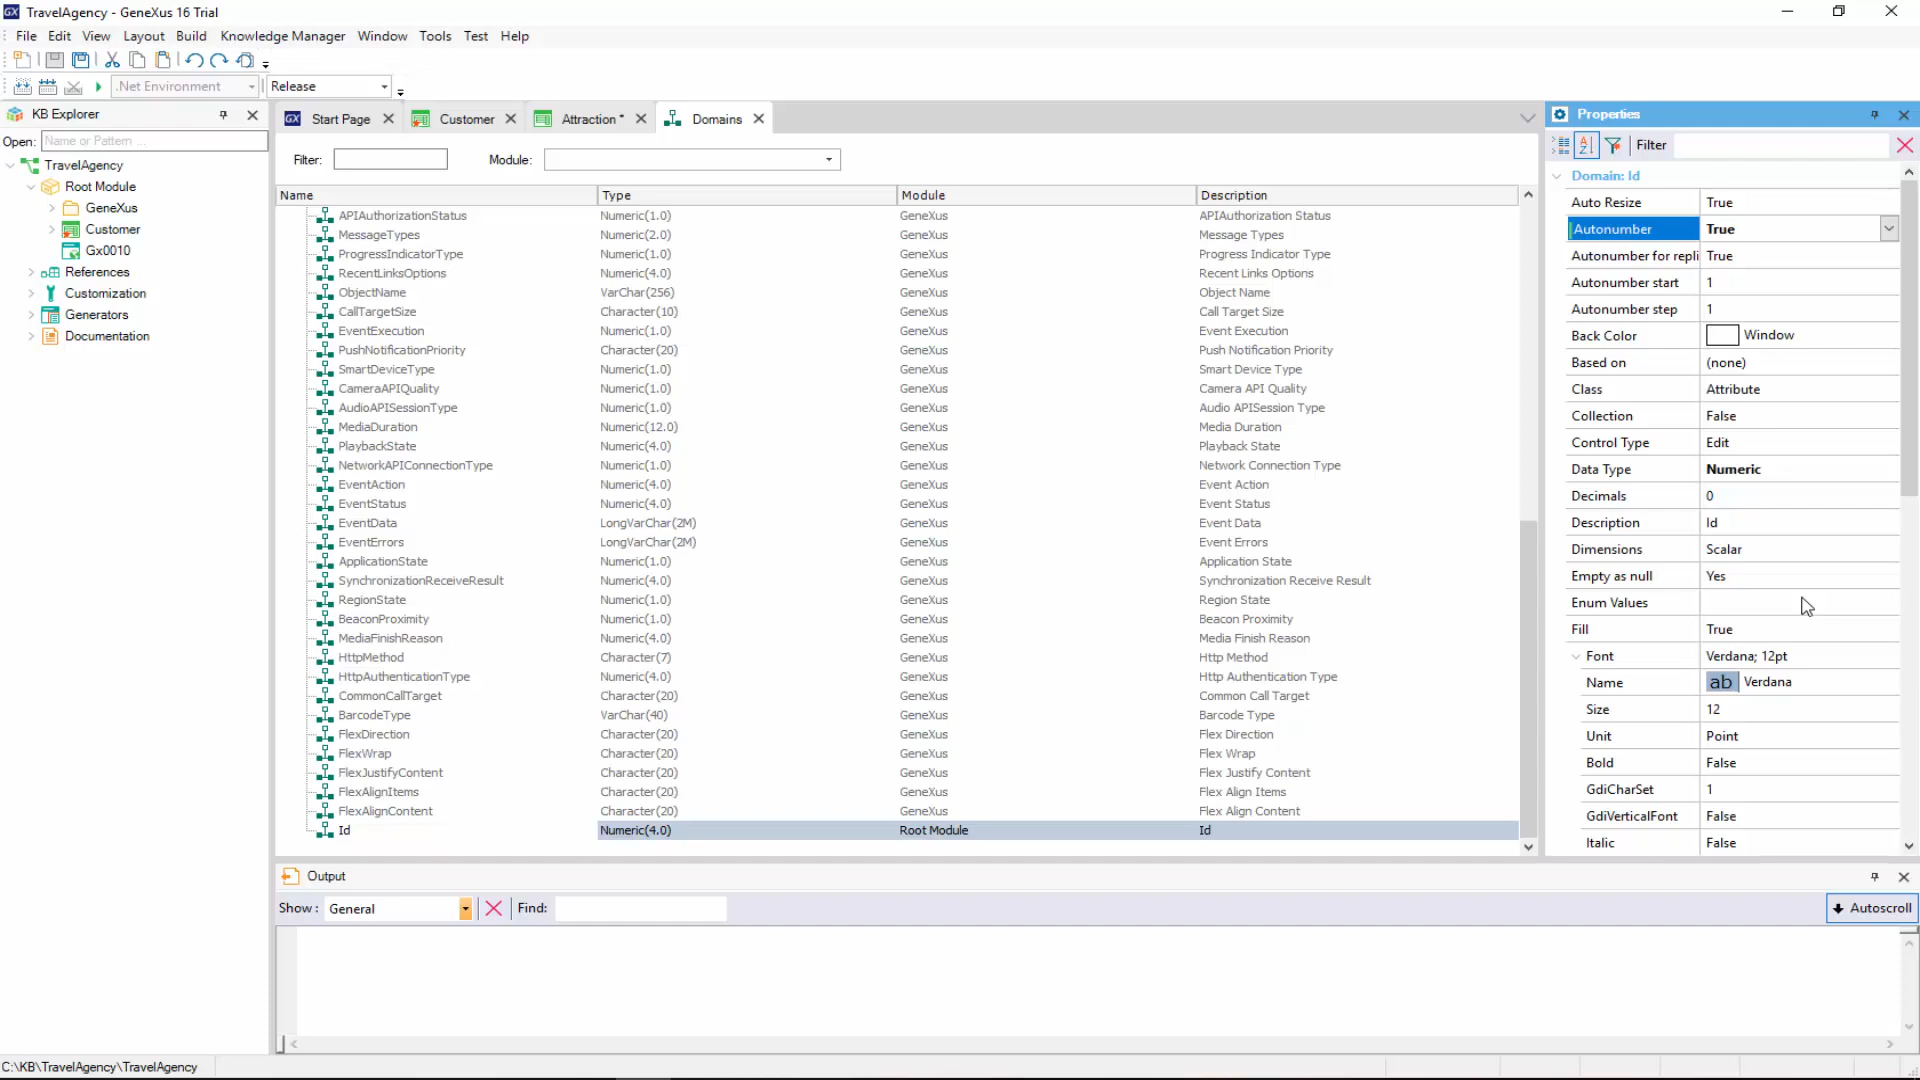 TravelAgency - GeneXus 16 Trial
File Edit View Layout Build Knowledge Manager Window Tools Test Help
.Net Environment Release
KB Explorer
Open: Name or Pattern ...
TravelAgency
Root Module
GeneXus
Customer
Gx0010
References
Customization
Generators
Documentation
Start Page Customer Attraction * Domains
Filter: Module:
Name Type Module Description
APIAuthorizationStatus Numeric(1.0) GeneXus APIAuthorization Status
MessageTypes Numeric(2.0) GeneXus Message Types
ProgressIndicatorType Numeric(1.0) GeneXus Progress Indicator Type
RecentLinksOptions Numeric(4.0) GeneXus Recent Links Options
ObjectName VarChar(256) GeneXus Object Name
CallTargetSize Character(10) GeneXus Call Target Size
EventExecution Numeric(1.0) GeneXus Event Execution
PushNotificationPriority Character(20) GeneXus Push Notification Priority
SmartDeviceType Numeric(1.0) GeneXus Smart Device Type
CameraAPIQuality Numeric(1.0) GeneXus Camera API Quality
AudioAPISessionType Numeric(1.0) GeneXus Audio APISession Type
MediaDuration Numeric(12.0) GeneXus Media Duration
PlaybackState Numeric(4.0) GeneXus Playback State
NetworkAPIConnectionType Numeric(1.0) GeneXus Network Connection Type
EventAction Numeric(4.0) GeneXus Event Action
EventStatus Numeric(4.0) GeneXus Event Status
EventData LongVarChar(2M) GeneXus Event Data
EventErrors LongVarChar(2M) GeneXus Event Errors
ApplicationState Numeric(1.0) GeneXus Application State
SynchronizationReceiveResult Numeric(4.0) GeneXus Synchronization Receive Result
RegionState Numeric(1.0) GeneXus Region State
BeaconProximity Numeric(1.0) GeneXus Beacon Proximity
MediaFinishReason Numeric(4.0) GeneXus Media Finish Reason
HttpMethod Character(7) GeneXus Http Method
HttpAuthenticationType Numeric(4.0) GeneXus Http Authentication Type
CommonCallTarget Character(20) GeneXus Common Call Target
BarcodeType VarChar(40) GeneXus Barcode Type
FlexDirection Character(20) GeneXus Flex Direction
FlexWrap Character(20) GeneXus Flex Wrap
FlexJustifyContent Character(20) GeneXus Flex Justify Content
FlexAlignItems Character(20) GeneXus Flex Align Items
FlexAlignContent Character(20) GeneXus Flex Align Content
Id Numeric(4.0) Root Module Id
Properties
Filter
Domain: Id
Auto Resize True
Autonumber True
Autonumber for repli True
Autonumber start 1
Autonumber step 1
Back Color Window
Based on (none)
Class Attribute
Collection False
Control Type Edit
Data Type Numeric
Decimals 0
Description Id
Dimensions Scalar
Empty as null Yes
Enum Values
Fill True
Font Verdana; 12pt
Name ab Verdana
Size 12
Unit Point
Bold False
GdiCharSet 1
GdiVerticalFont False
Italic False
Output
Show : General Find: Autoscroll
C:\KB\TravelAgency\TravelAgency